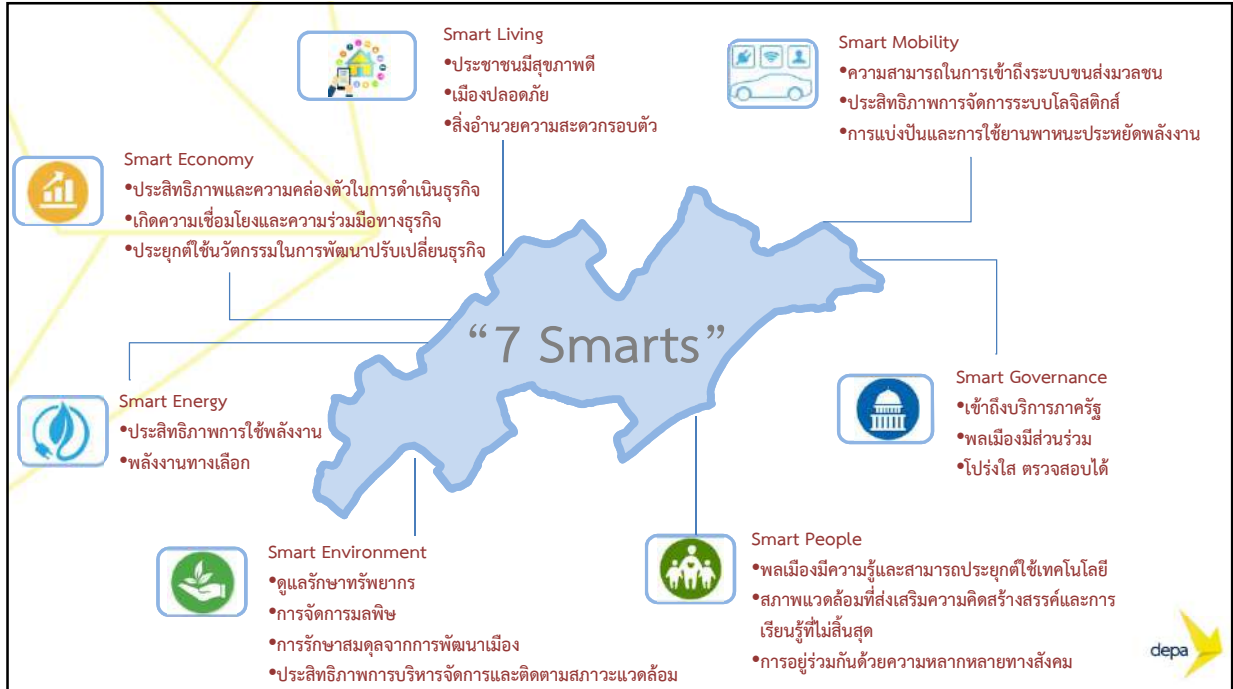 Smart Living
•ประชาชนมีสุขภาพดี
•เมืองปลอดภัย
•สิ่งอำนวยความสะดวกรอบตัว
Smart Mobility
•ความสามารถในการเข้าถึงระบบขนส่งมวลชน
•ประสิทธิภาพการจัดการระบบโลจิสติกส์
•การแบ่งปันและการใช้ยานพาหนะประหยัดพลังงาน
Smart Economy
•ประสิทธิภาพและความคล่องตัวในการดำเนินธุรกิจ
•เกิดความเชื่อมโยงและความร่วมมือทางธุรกิจ
•ประยุกต์ใช้นวัตกรรมในการพัฒนาปรับเปลี่ยนธุรกิจ
“7 Smarts”
Smart Energy
•ประสิทธิภาพการใช้พลังงาน
•พลังงานทางเลือก
Smart Governance
•เข้าถึงบริการภาครัฐ
•พลเมืองมีส่วนร่วม
•โปร่งใส ตรวจสอบได้
Smart Environment
•ดูแลรักษาทรัพยากร
•การจัดการมลพิษ
•การรักษาสมดุลจากการพัฒนาเมือง
•ประสิทธิภาพการบริหารจัดการและติดตามสภาวะแวดล้อม
Smart People
•พลเมืองมีความรู้และสามารถประยุกต์ใช้เทคโนโลยี
•สภาพแวดล้อมที่ส่งเสริมความคิดสร้างสรรค์และการ
เรียนรู้ที่ไม่สิ้นสุด
•การอยู่ร่วมกันด้วยความหลากหลายทางสังคม
depa